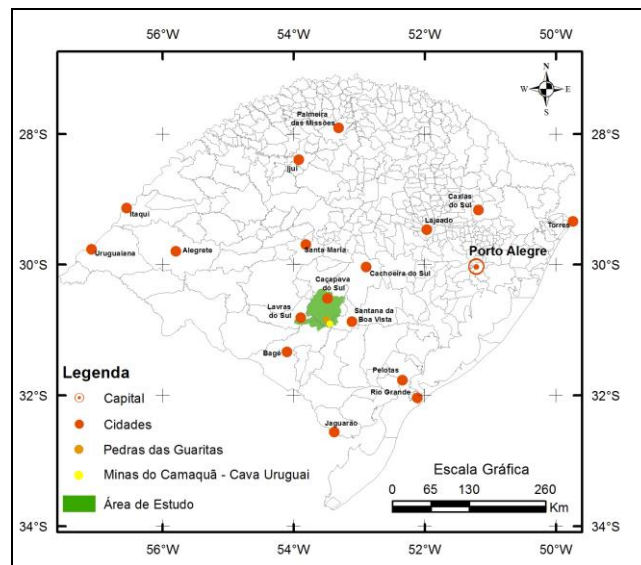 56°W 54°W 52°W 50°W
N
W E
S
Palmeira
das Missões
28°S 28°S
Ijuí
Caxias
do Sul
Itaqui
Lajeado
Torres
Porto Alegre
Uruguaiana
Alegrete
Santa Maria
30°S 30°S
Cachoeira do Sul
Caçapava
do Sul
Lavras
do Sul
Santana da
Boa Vista
Bagé
Legenda
Capital
Cidades
Pedras das Guaritas
Minas do Camaquã - Cava Uruguai
Área de Estudo
Pelotas
Rio Grande
32°S 32°S
Jaguarão
Escala Gráfica
0 65 130 260
Km
34°S 34°S
56°W 54°W 52°W 50°W